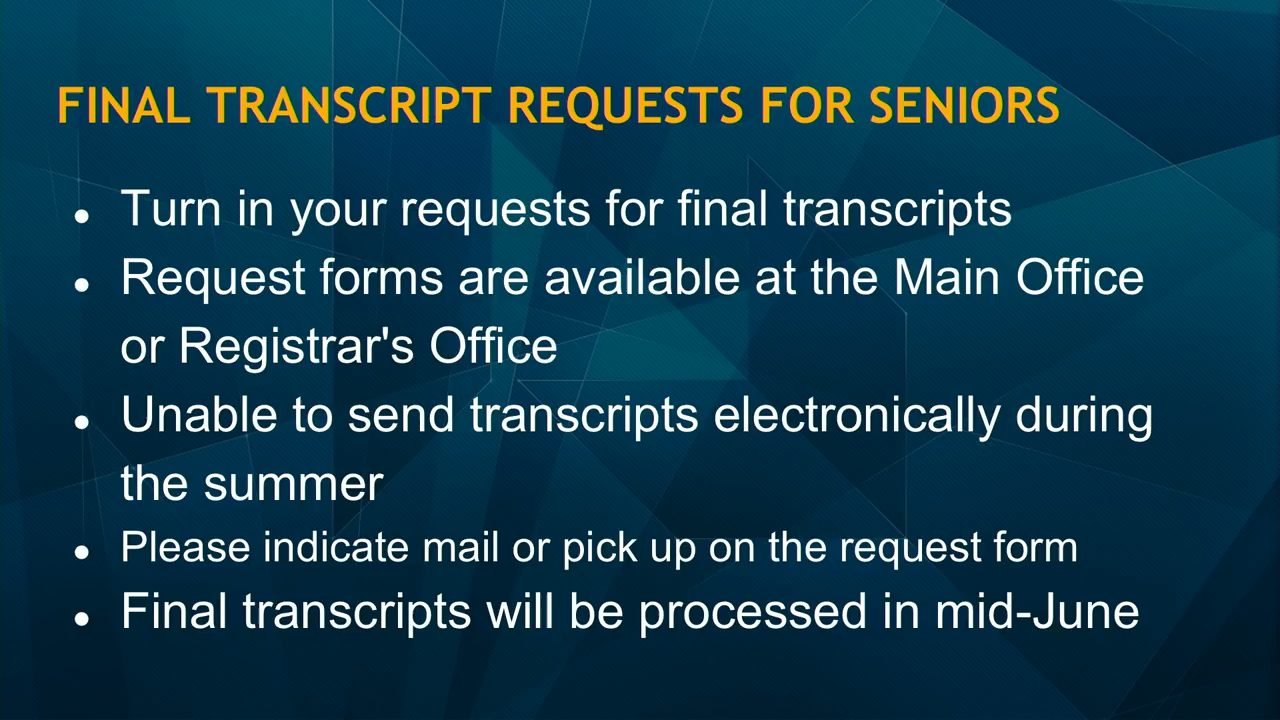 FINAL TRANSCRIPT REQUESTS FOR SENIORS
● Turn in your requests for final transcripts
● Request forms are available at the Main Office
or Registrar's Office
● Unable to send transcripts electronically during
the summer
● Please indicate mail or pick up on the request form
● Final transcripts will be processed in mid-June